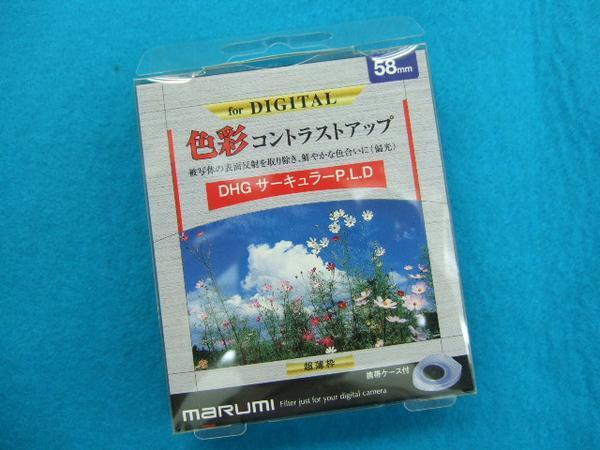 58mm
for DIGITAL
色彩コントラストアップ
被写体の表面反射を取り除き、鮮やかな色合いに(偏光)
DHG サーキュラーP.L.D
超薄枠
携帯ケース付
marumi Filter just for your digital camera